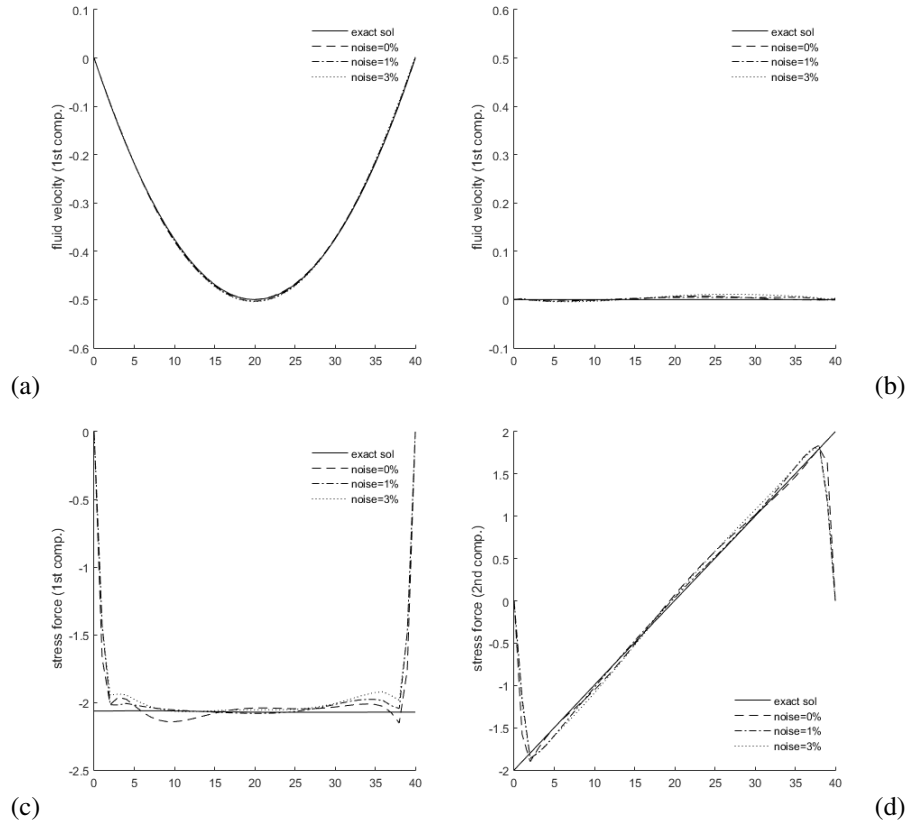 exact sol
noise=0%
noise=1%
noise=3%
fluid velocity (1st comp.)
0
-0.1
-0.2
-0.3
-0.4
-0.5
-0.6
0 5 10 15 20 25 30 35 40
(a)
exact sol
noise=0%
noise=1%
noise=3%
fluid velocity (1st comp.)
0.6
0.5
0.4
0.3
0.2
0.1
0
-0.1
0 5 10 15 20 25 30 35 40
(b)
exact sol
noise=0%
noise=1%
noise=3%
stress force (1st comp.)
0
-0.5
-1
-1.5
-2
-2.5
0 5 10 15 20 25 30 35 40
(c)
2
1.5
1
0.5
0
-0.5
-1
-1.5
-2
stress force (2nd comp.)
exact sol
noise=0%
noise=1%
noise=3%
0 5 10 15 20 25 30 35 40
(d)